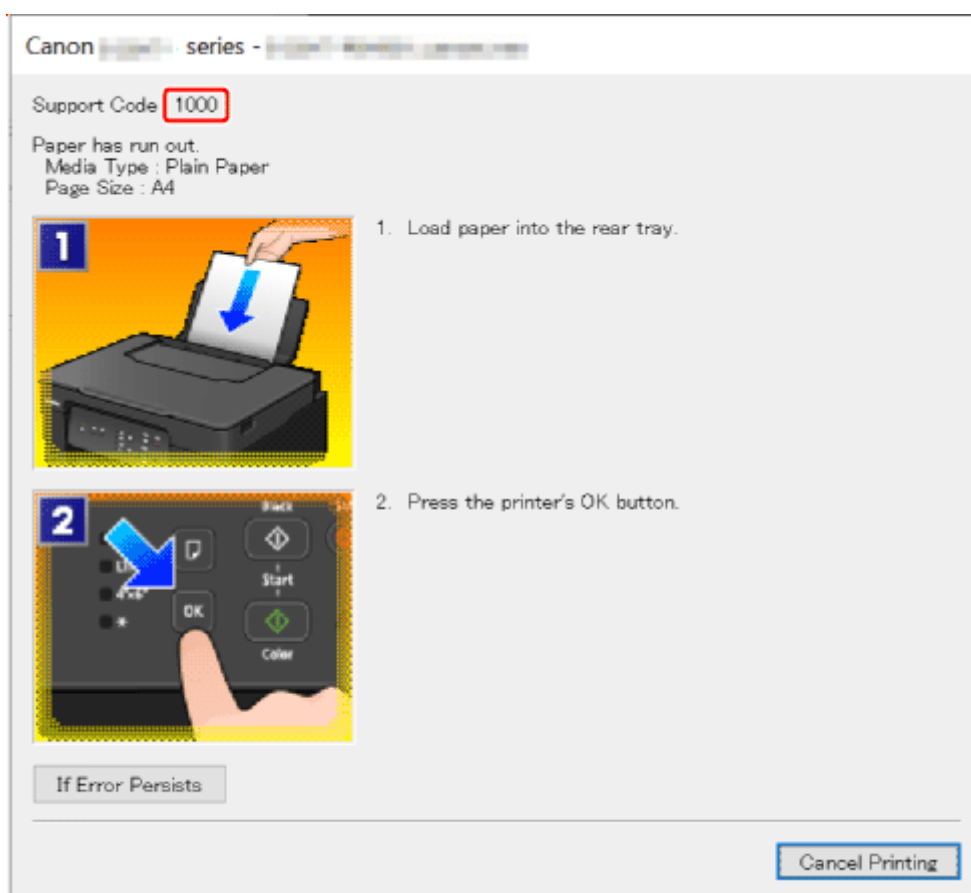 Canon series -
Support Code 1000
Paper has run out.
Media Type : Plain Paper
Page Size : A4
1
1. Load paper into the rear tray.
2
2. Press the printer's OK button.
Black
Start
4"x6"
OK
Color
If Error Persists
Cancel Printing